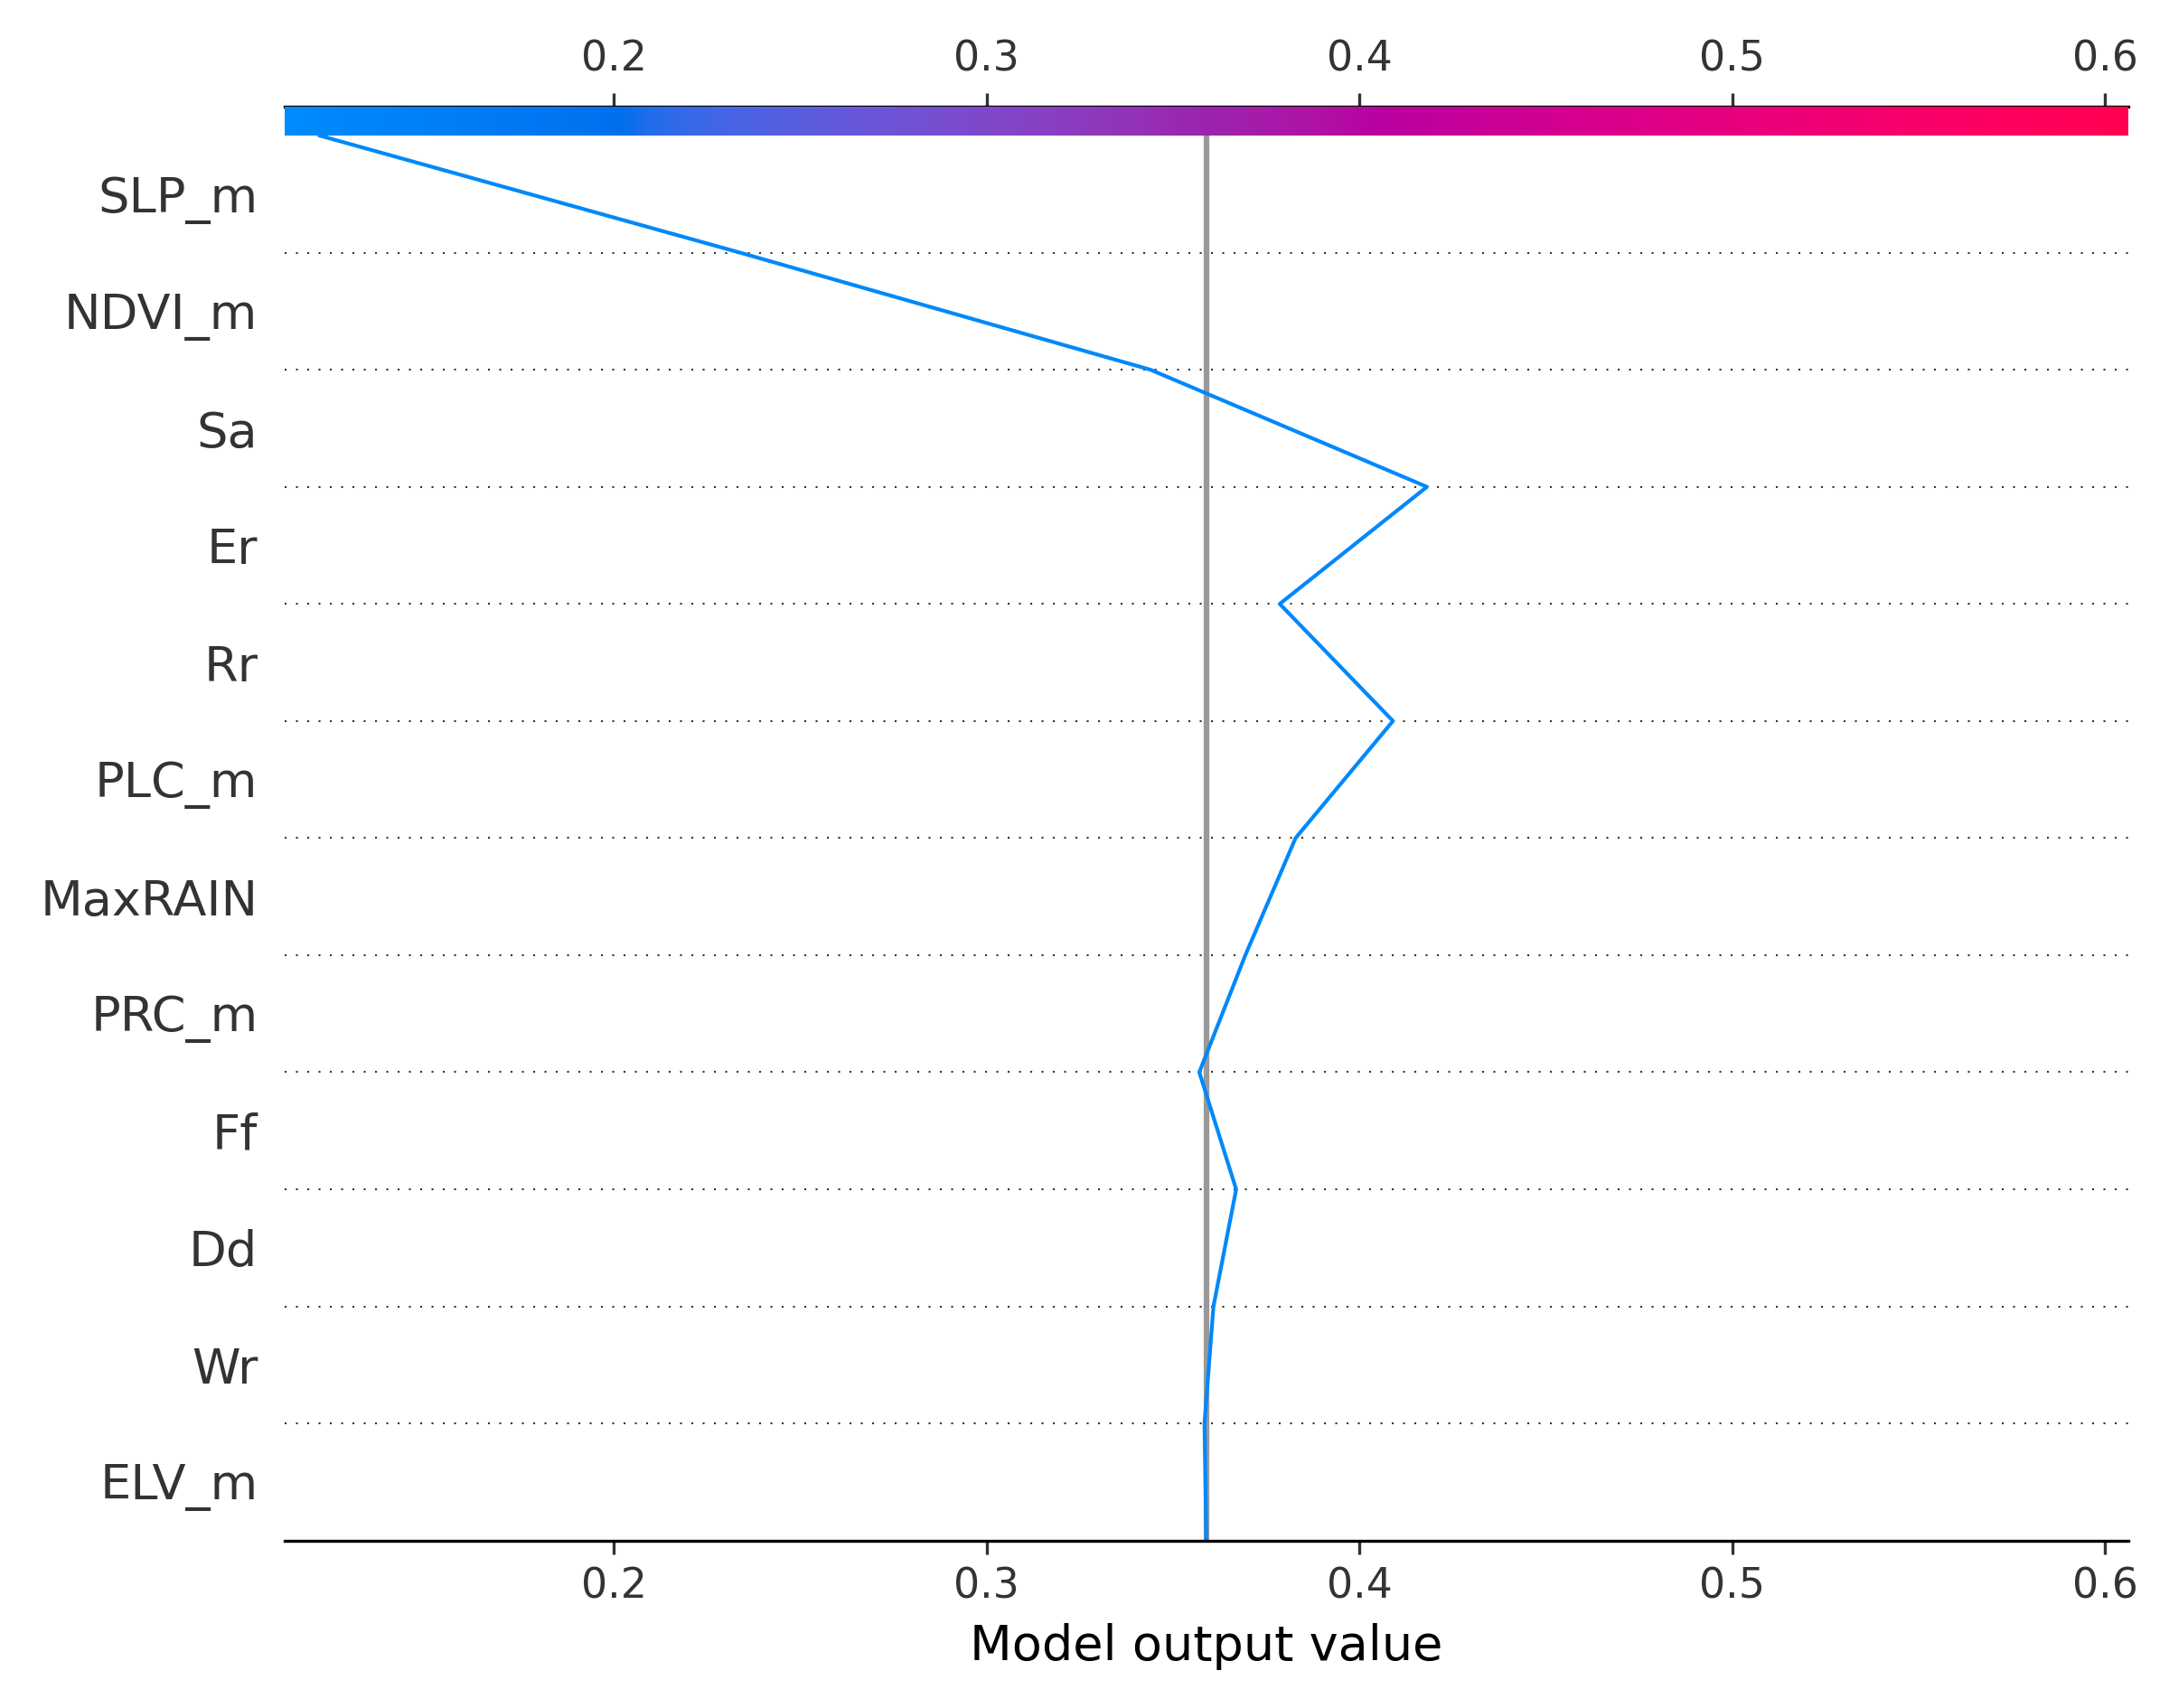 0.2 0.3 0.4 0.5 0.6
SLP_m
NDVI_m
Sa
Er
Rr
PLC_m
MaxRAIN
PRC_m
Ff
Dd
Wr
ELV_m
0.2 0.3 0.4 0.5 0.6
Model output value